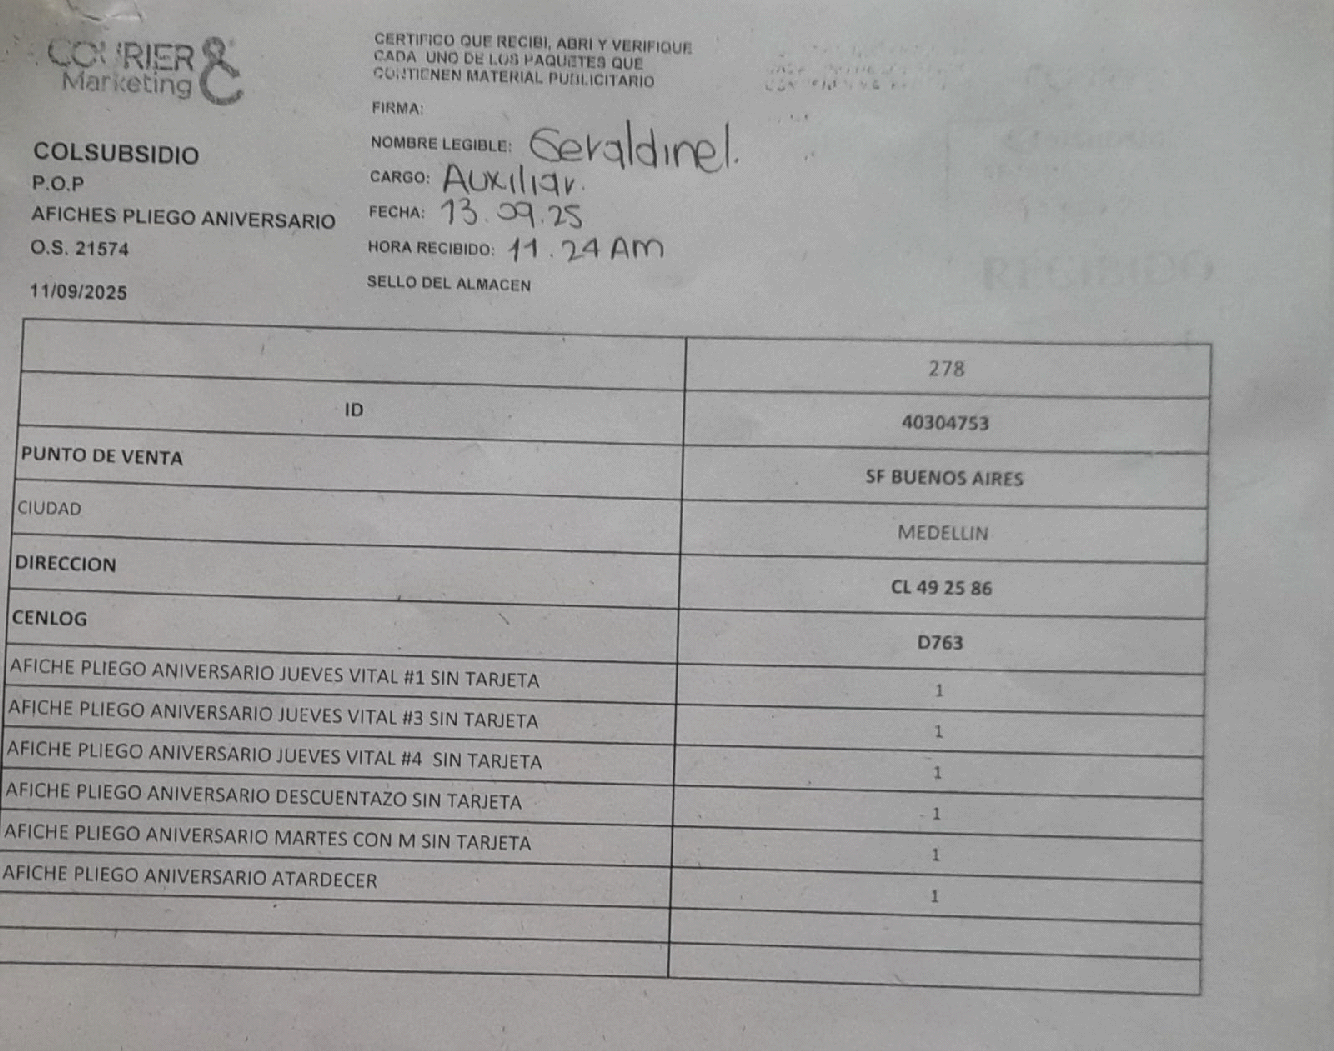 COURIER &
Marketing
CERTIFICO QUE RECIBI, ABRI Y VERIFIQUE
CADA UNO DE LOS PAQUETES QUE
CONTIENEN MATERIAL PUBLICITARIO
FIRMA:
NOMBRE LEGIBLE: Geraldinel.
CARGO: Auxiliar.
FECHA: 13.09.25
HORA RECIBIDO: 11.24 AM
SELLO DEL ALMACEN
COLSUBSIDIO
P.O.P
AFICHES PLIEGO ANIVERSARIO
O.S. 21574
11/09/2025
278
ID 40304753
PUNTO DE VENTA SF BUENOS AIRES
CIUDAD MEDELLIN
DIRECCION CL 49 25 86
CENLOG D763
AFICHE PLIEGO ANIVERSARIO JUEVES VITAL #1 SIN TARJETA 1
AFICHE PLIEGO ANIVERSARIO JUEVES VITAL #3 SIN TARJETA 1
AFICHE PLIEGO ANIVERSARIO JUEVES VITAL #4 SIN TARJETA 1
AFICHE PLIEGO ANIVERSARIO DESCUENTAZO SIN TARJETA 1
AFICHE PLIEGO ANIVERSARIO MARTES CON M SIN TARJETA 1
AFICHE PLIEGO ANIVERSARIO ATARDECER 1